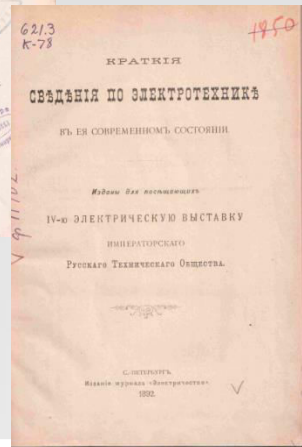 621.3
К-78
1850
КРАТКІЯ
СВѢДѢНІЯ ПО ЭЛЕКТРОТЕХНИКѢ
ВЪ ЕЯ СОВРЕМЕННОМЪ СОСТОЯНІИ.
Изданы для посѣщающихъ
IV-ю ЭЛЕКТРИЧЕСКУЮ ВЫСТАВКУ
ИМПЕРАТОРСКАГО
Русскаго Техническаго Общества.
С.-ПЕТЕРБУРГЪ.
Изданіе журнала «Электричество».
1892.